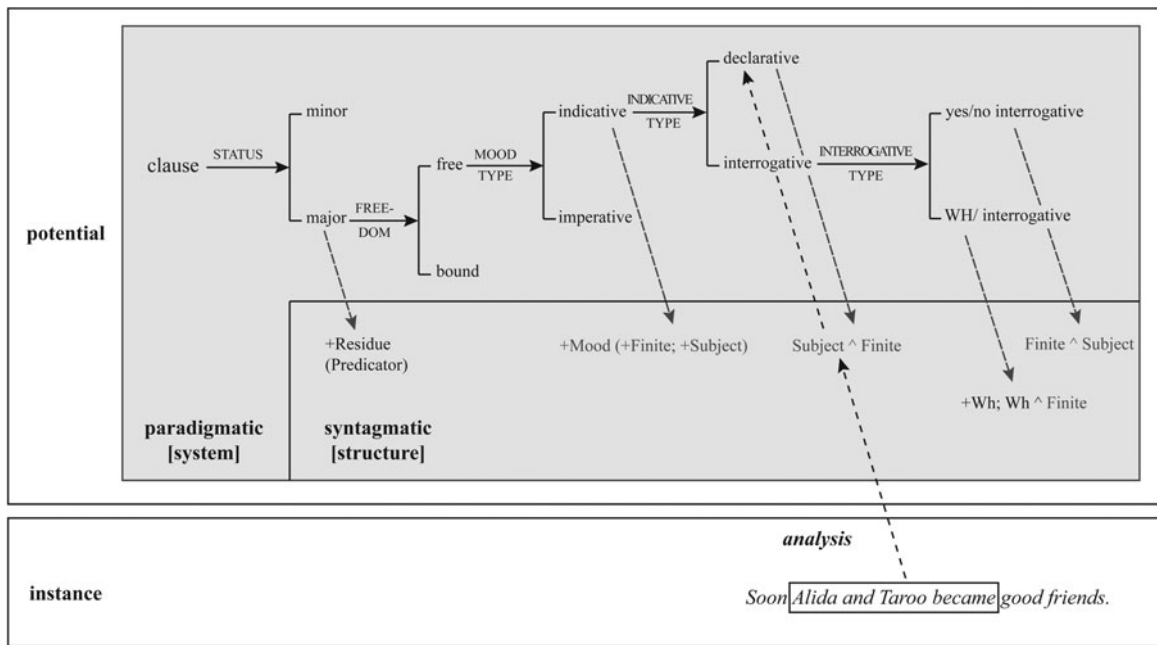 declarative
minor
indicative
INDICATIVE
TYPE
yes/no interrogative
clause
STATUS
free
MOOD
TYPE
interrogative
INTERROGATIVE
TYPE
major
FREE-
DOM
imperative
WH/ interrogative
potential
bound
+Residue
(Predicator)
+Mood (+Finite; +Subject)
Subject ^ Finite
Finite ^ Subject
+Wh; Wh ^ Finite
paradigmatic
[system]
syntagmatic
[structure]
analysis
instance
Soon Alida and Taroo became good friends.